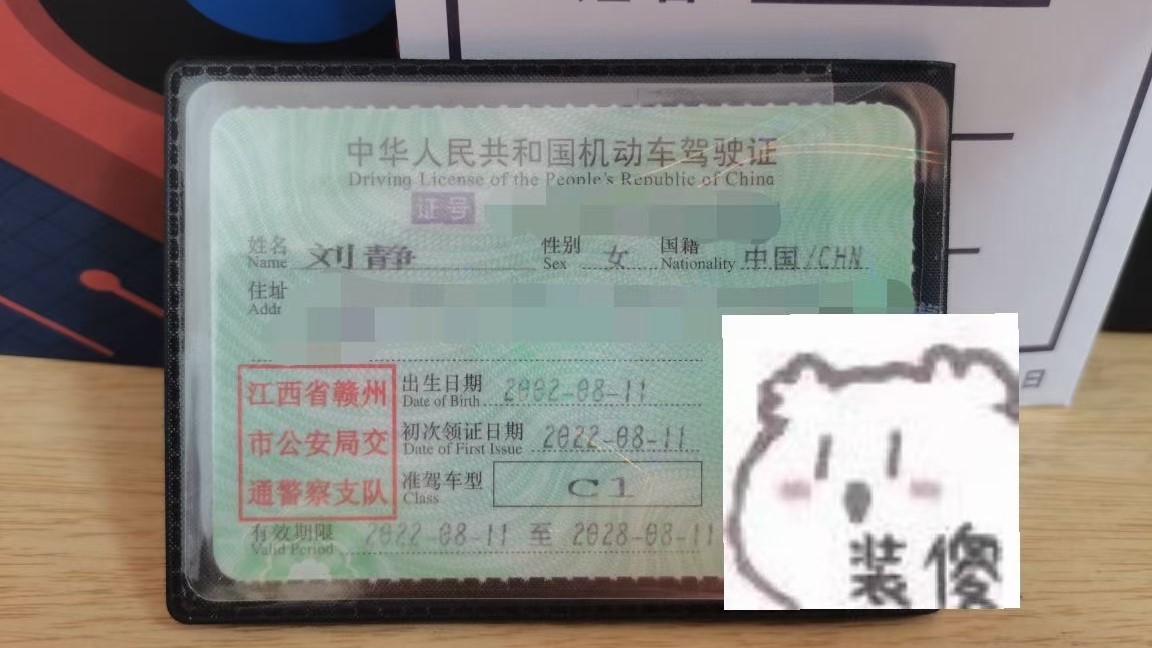 中华人民共和国机动车驾驶证
Driving License of the People's Republic of China
证号
姓名 刘静 性别 女 国籍 中国/CHN
Name Sex Nationality
住址
Addr
江西省赣州
市公安局交
通警察支队
出生日期 2002-08-11
Date of Birth
初次领证日期 2022-08-11
Date of First Issue
准驾车型 C1
Class
有效期限 2022-08-11 至 2028-08-11
Valid Period
日
装傻